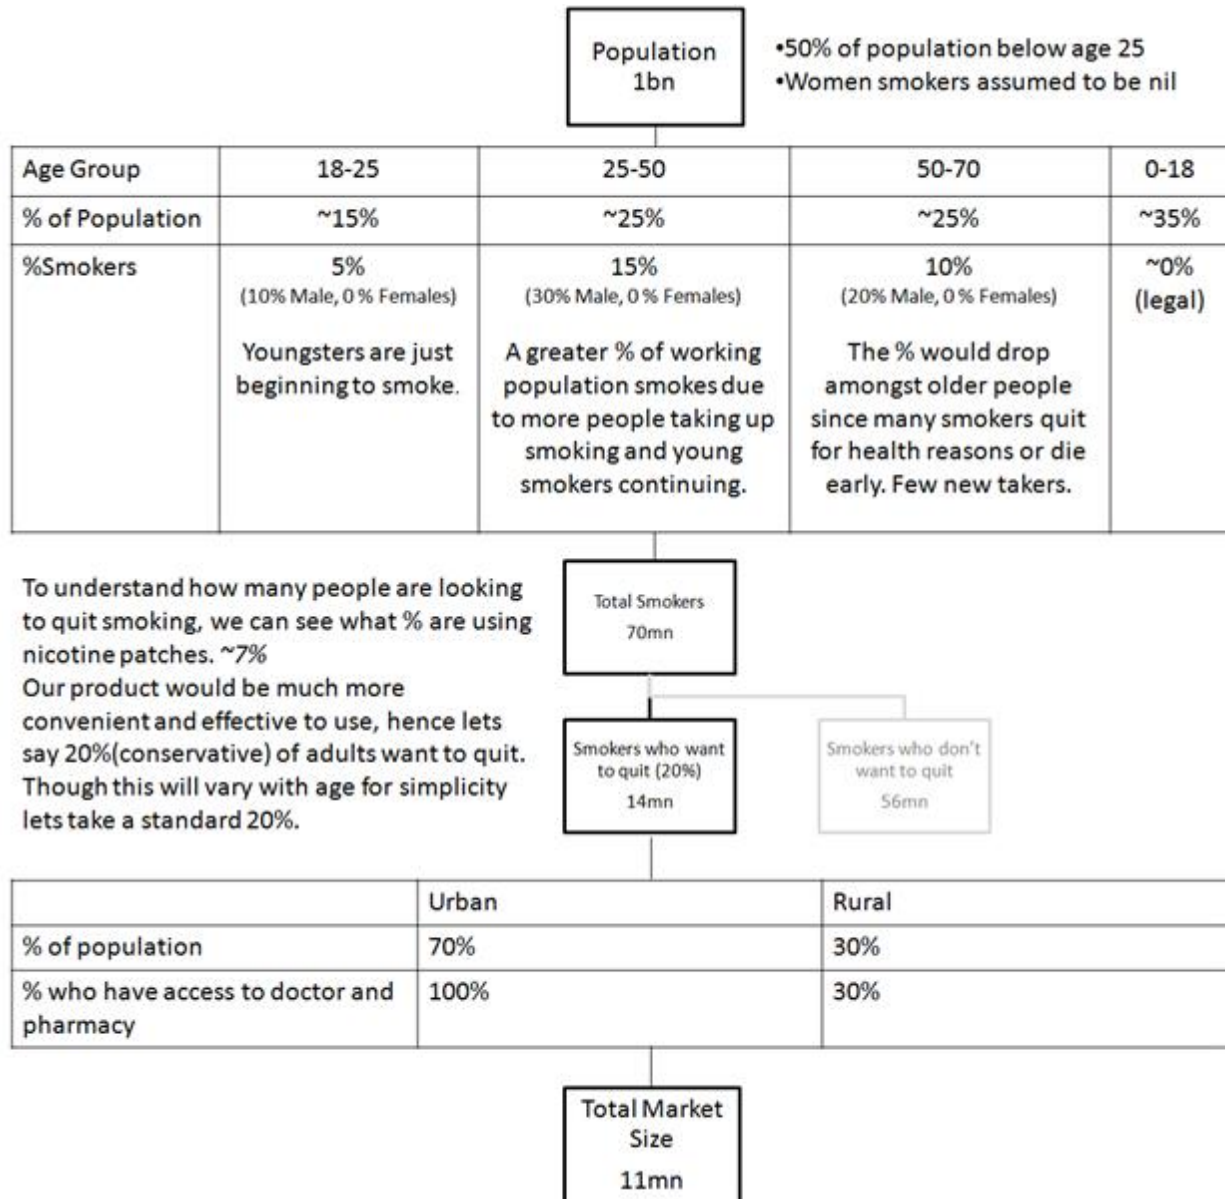 Population
1bn
•50% of population below age 25
•Women smokers assumed to be nil
Age Group 18-25 25-50 50-70 0-18
% of Population ~15% ~25% ~25% ~35%
%Smokers 5% 15% 10% ~0%
(10% Male, 0 % Females) (30% Male, 0 % Females) (20% Male, 0 % Females) (legal)
Youngsters are just
beginning to smoke.
A greater % of working
population smokes due
to more people taking up
smoking and young
smokers continuing.
The % would drop
amongst older people
since many smokers quit
for health reasons or die
early. Few new takers.
To understand how many people are looking
to quit smoking, we can see what % are using
nicotine patches. ~7%
Our product would be much more
convenient and effective to use, hence lets
say 20%(conservative) of adults want to quit.
Though this will vary with age for simplicity
lets take a standard 20%.
Total Smokers
70mn
Smokers who want
to quit (20%)
14mn
Smokers who don't
want to quit
56mn
Urban Rural
% of population 70% 30%
% who have access to doctor and 100% 30%
pharmacy
Total Market
Size
11mn